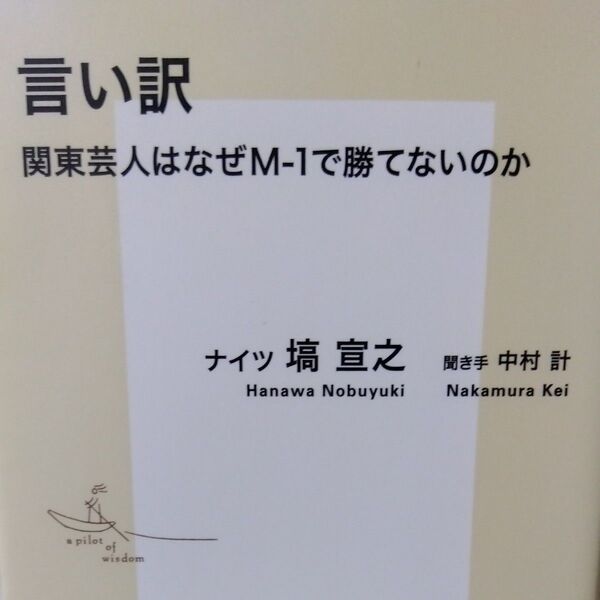 言い訳
関東芸人はなぜM-1で勝てないのか
ナイツ 塙 宣之 聞き手 中村 計
Hanawa Nobuyuki Nakamura Kei
a pilot
of
wisdom